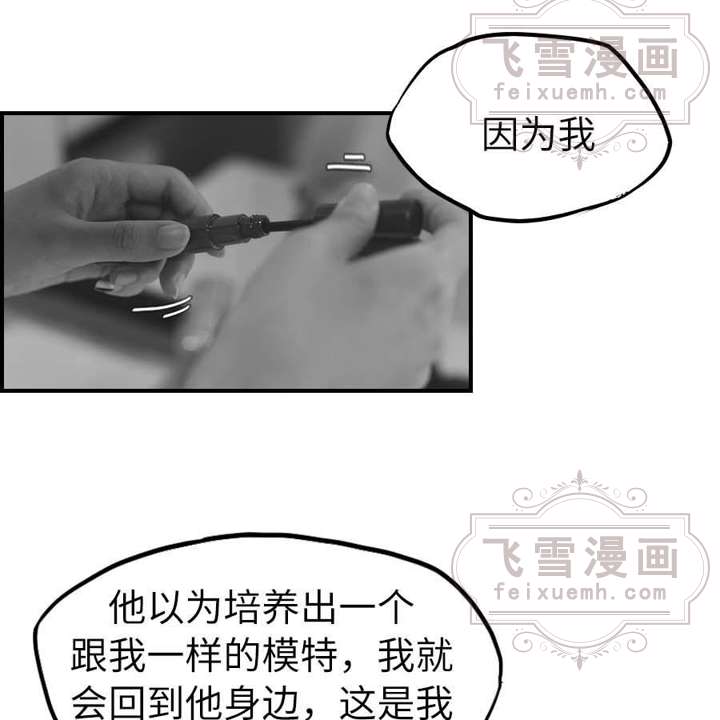 飞雪漫画
feixuemh.com
因为我
飞雪漫画
feixuemh.com
他以为培养出一个
跟我一样的模特，我就
会回到他身边，这是我